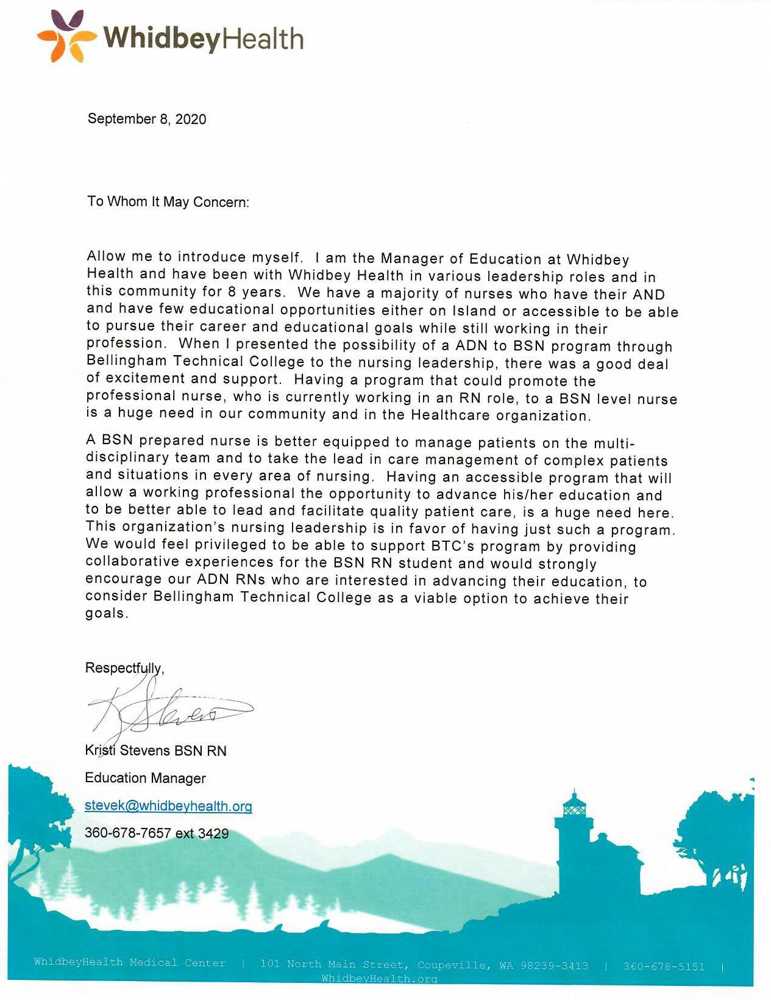 WhidbeyHealth
September 8, 2020
To Whom It May Concern:
Allow me to introduce myself.  I am the Manager of Education at Whidbey
Health and have been with Whidbey Health in various leadership roles and in
this community for 8 years.  We have a majority of nurses who have their AND
and have few educational opportunities either on Island or accessible to be able
to pursue their career and educational goals while still working in their
profession.  When I presented the possibility of a ADN to BSN program through
Bellingham Technical College to the nursing leadership, there was a good deal
of excitement and support.  Having a program that could promote the
professional nurse, who is currently working in an RN role, to a BSN level nurse
is a huge need in our community and in the Healthcare organization.
A BSN prepared nurse is better equipped to manage patients on the multi-
disciplinary team and to take the lead in care management of complex patients
and situations in every area of nursing.  Having an accessible program that will
allow a working professional the opportunity to advance his/her education and
to be better able to lead and facilitate quality patient care, is a huge need here.
This organization's nursing leadership is in favor of having just such a program.
We would feel privileged to be able to support BTC's program by providing
collaborative experiences for the BSN RN student and would strongly
encourage our ADN RNs who are interested in advancing their education, to
consider Bellingham Technical College as a viable option to achieve their
goals.
Respectfully,
K Stevens
Kristi Stevens BSN RN
Education Manager
stevek@whidbeyhealth.org
360-678-7657 ext 3429
WhidbeyHealth Medical Center | 101 North Main Street, Coupeville, WA 98239-3413 | 360-678-5151 |
WhidbeyHealth.org